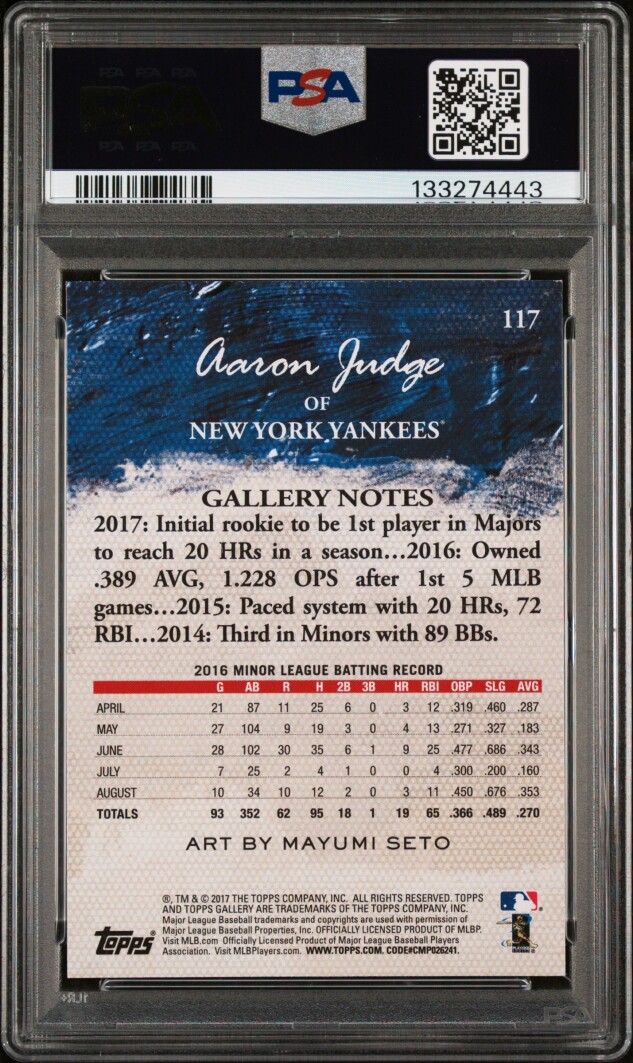 PSA PSA PSA
PSA
PSA PSA PSA
PSA
133274443
117
Aaron Judge
OF
NEW YORK YANKEES®
GALLERY NOTES
2017: Initial rookie to be 1st player in Majors
to reach 20 HRs in a season...2016: Owned
.389 AVG, 1.228 OPS after 1st 5 MLB
games...2015: Paced system with 20 HRs, 72
RBI...2014: Third in Minors with 89 BBs.
2016 MINOR LEAGUE BATTING RECORD
G AB R H 2B 3B HR RBI OBP SLG AVG
APRIL 21 87 11 25 6 0 3 12 .319 .460 .287
MAY 27 104 9 19 3 0 4 13 .271 .327 .183
JUNE 28 102 30 35 6 1 9 25 .477 .686 .343
JULY 7 25 2 4 1 0 0 4 .300 .200 .160
AUGUST 10 34 10 12 2 0 3 11 .450 .676 .353
TOTALS 93 352 62 95 18 1 19 65 .366 .489 .270
ART BY MAYUMI SETO
®, TM & © 2017 THE TOPPS COMPANY, INC. ALL RIGHTS RESERVED. TOPPS
AND TOPPS GALLERY ARE TRADEMARKS OF THE TOPPS COMPANY, INC.
Major League Baseball trademarks and copyrights are used with permission of
Major League Baseball Properties, Inc. OFFICIALLY LICENSED PRODUCT OF MLBP.
Visit MLB.com Officially Licensed Product of Major League Baseball Players
Association. Visit MLBPlayers.com. WWW.TOPPS.COM. CODE#CMP026241.
TOPPS®
PSA